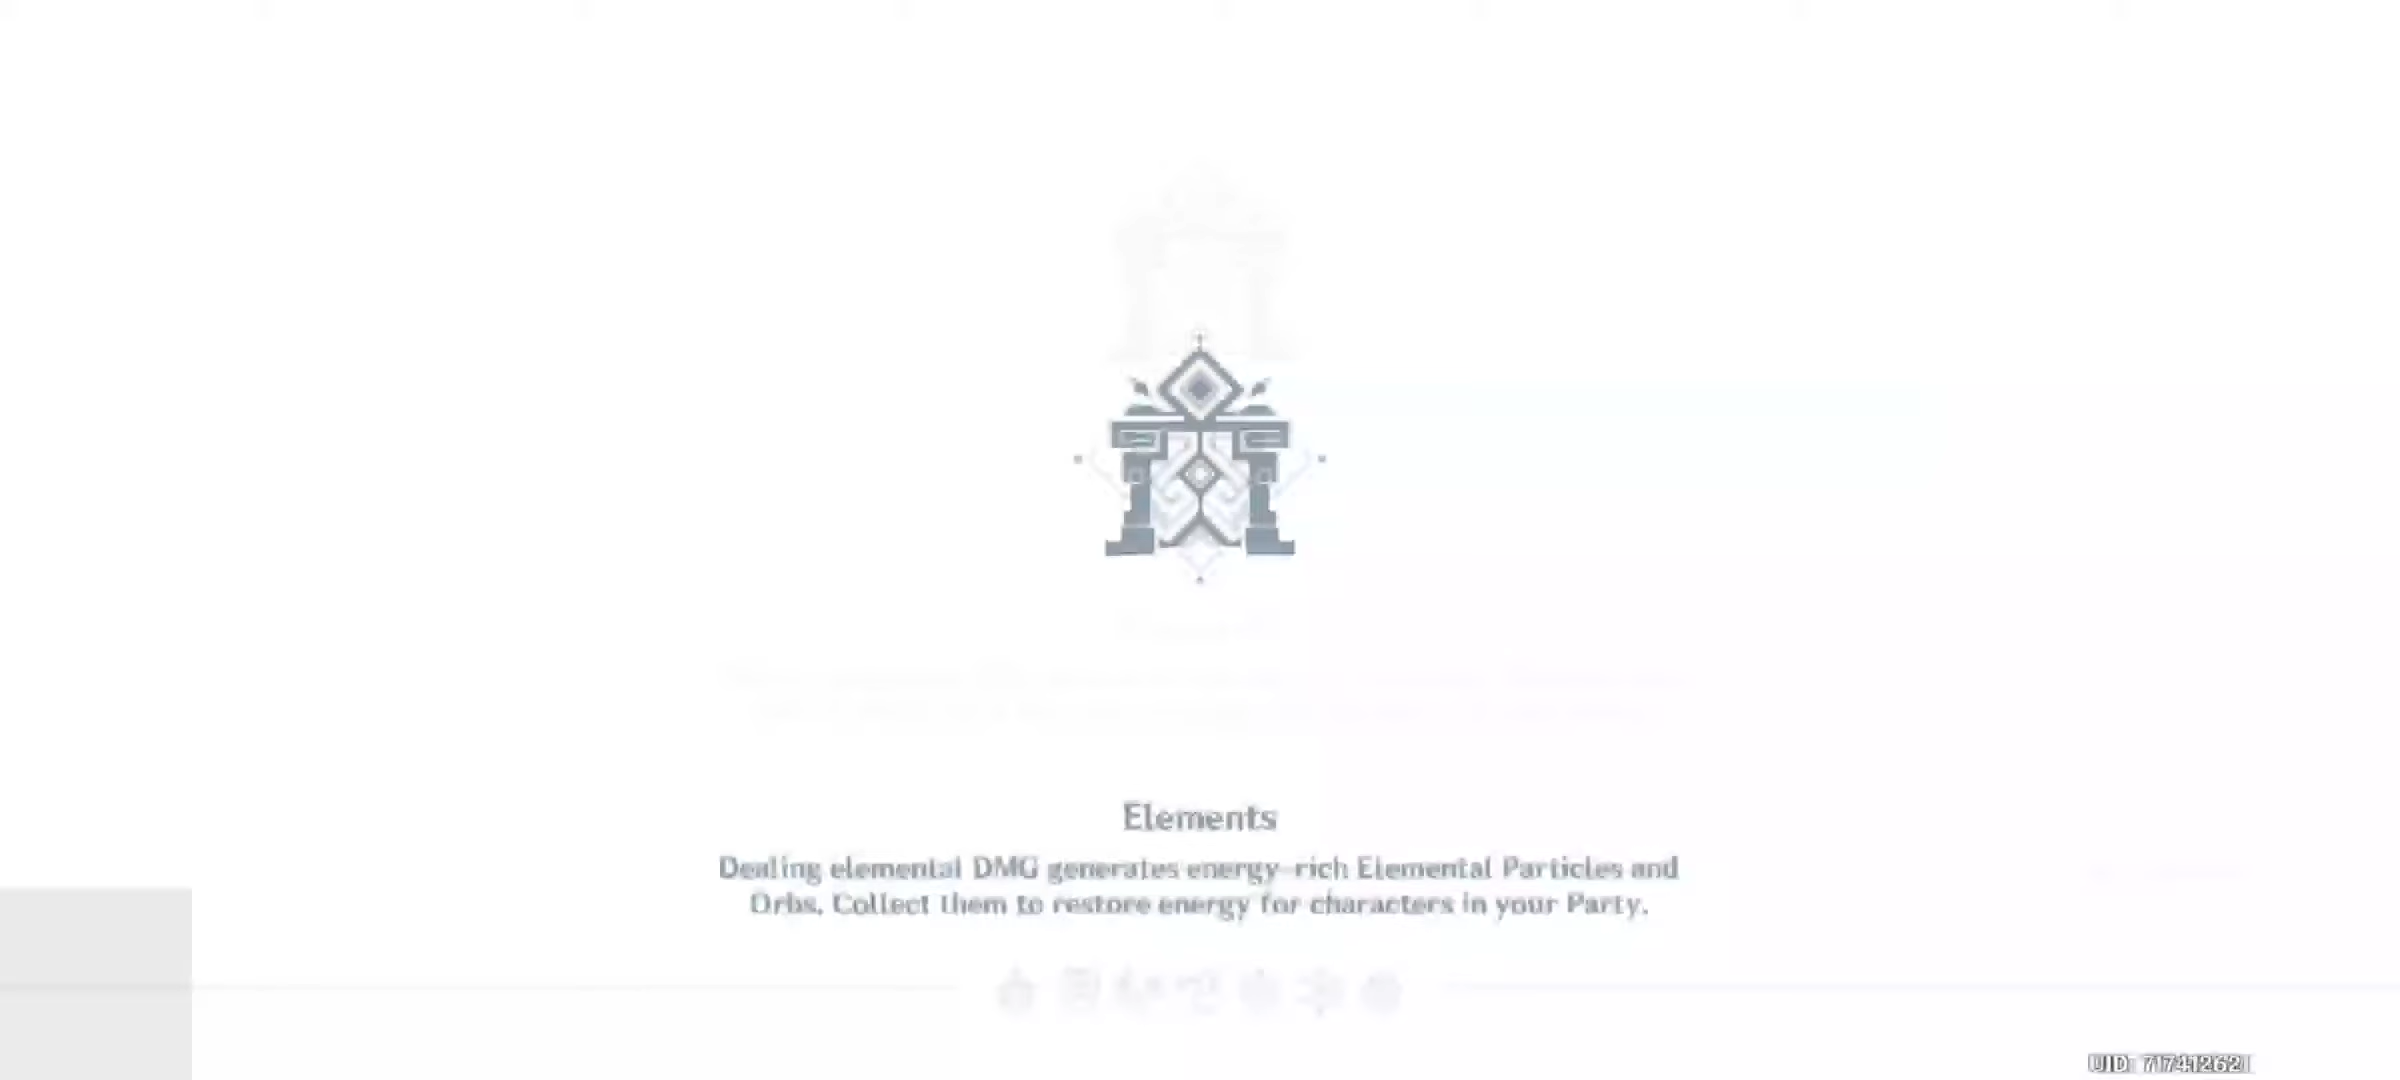 Elements
Dealing elemental DMG generates energy-rich Elemental Particles and
Orbs. Collect them to restore energy for characters in your Party.
UID: